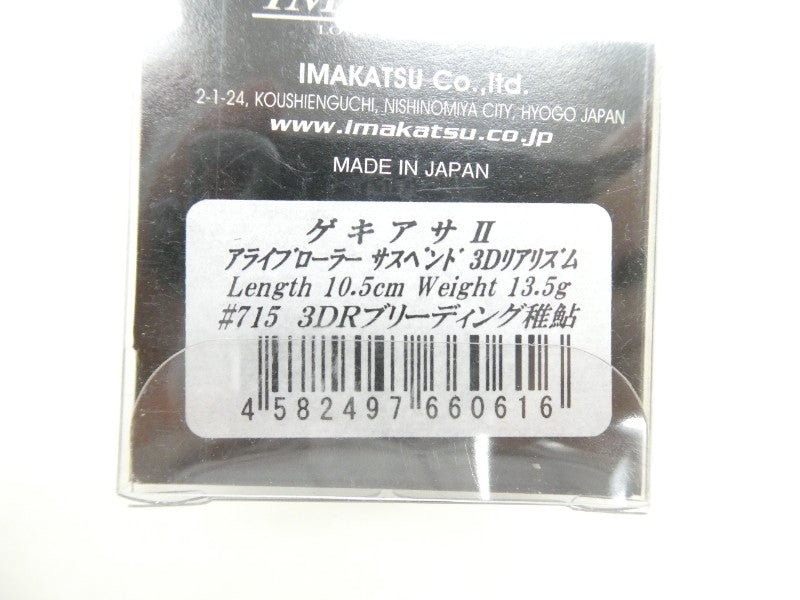 IMAKATSU Co.,ltd.
2-1-24, KOUSHIENGUCHI, NISHINOMIYA CITY, HYOGO JAPAN
www.imakatsu.co.jp
MADE IN JAPAN
ゲキアサⅡ
アライブローラー サスペンド 3Dリアリズム
Length 10.5cm Weight 13.5g
#715 3DRブリーディング稚鮎
4 582497 660616